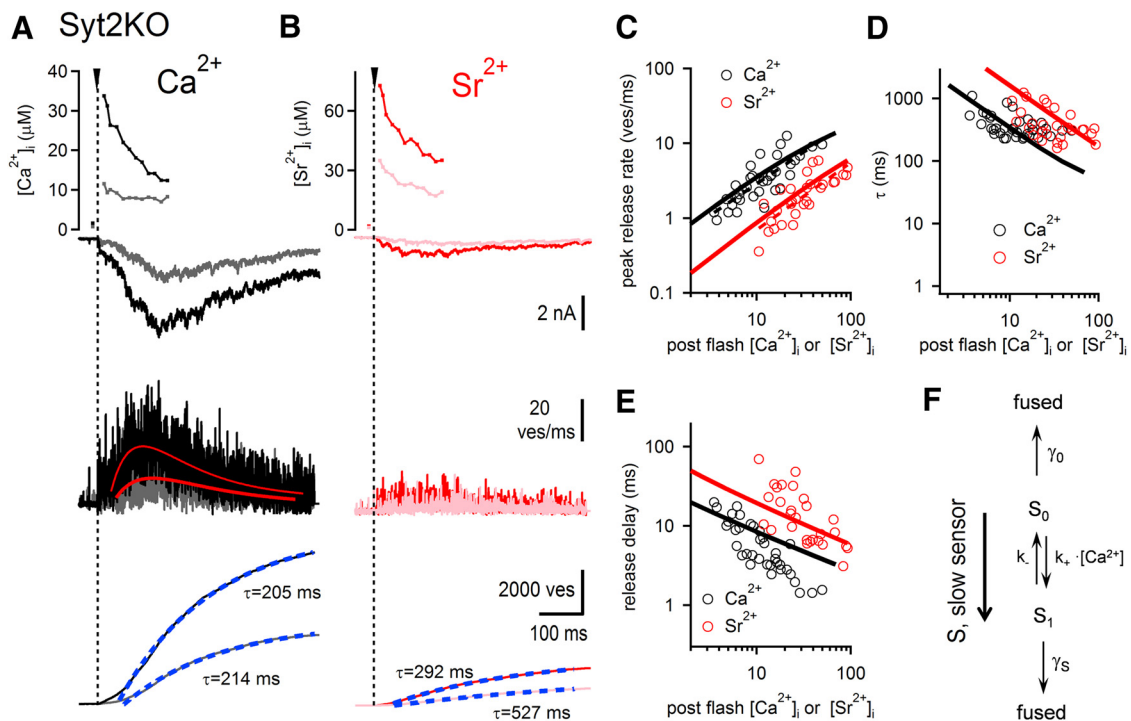 A Syt2KO
Ca2+
[Ca2+]i (µM)
40
30
20
10
0
B
Sr2+
[Sr2+]i (µM)
60
30
0
2 nA
20
ves/ms
τ=205 ms
τ=214 ms
2000 ves
100 ms
τ=292 ms
τ=527 ms
C
peak release rate (ves/ms)
100
10
1
0.1
Ca2+
Sr2+
10
100
post flash [Ca2+]i or [Sr2+]i
D
τ (ms)
1000
100
10
1
Ca2+
Sr2+
10
100
post flash [Ca2+]i or [Sr2+]i
E
release delay (ms)
100
10
1
Ca2+
Sr2+
10
100
post flash [Ca2+]i or [Sr2+]i
F
fused
γ0
S0
k-
k+ ·[Ca2+]
S1
γS
fused
S, slow sensor